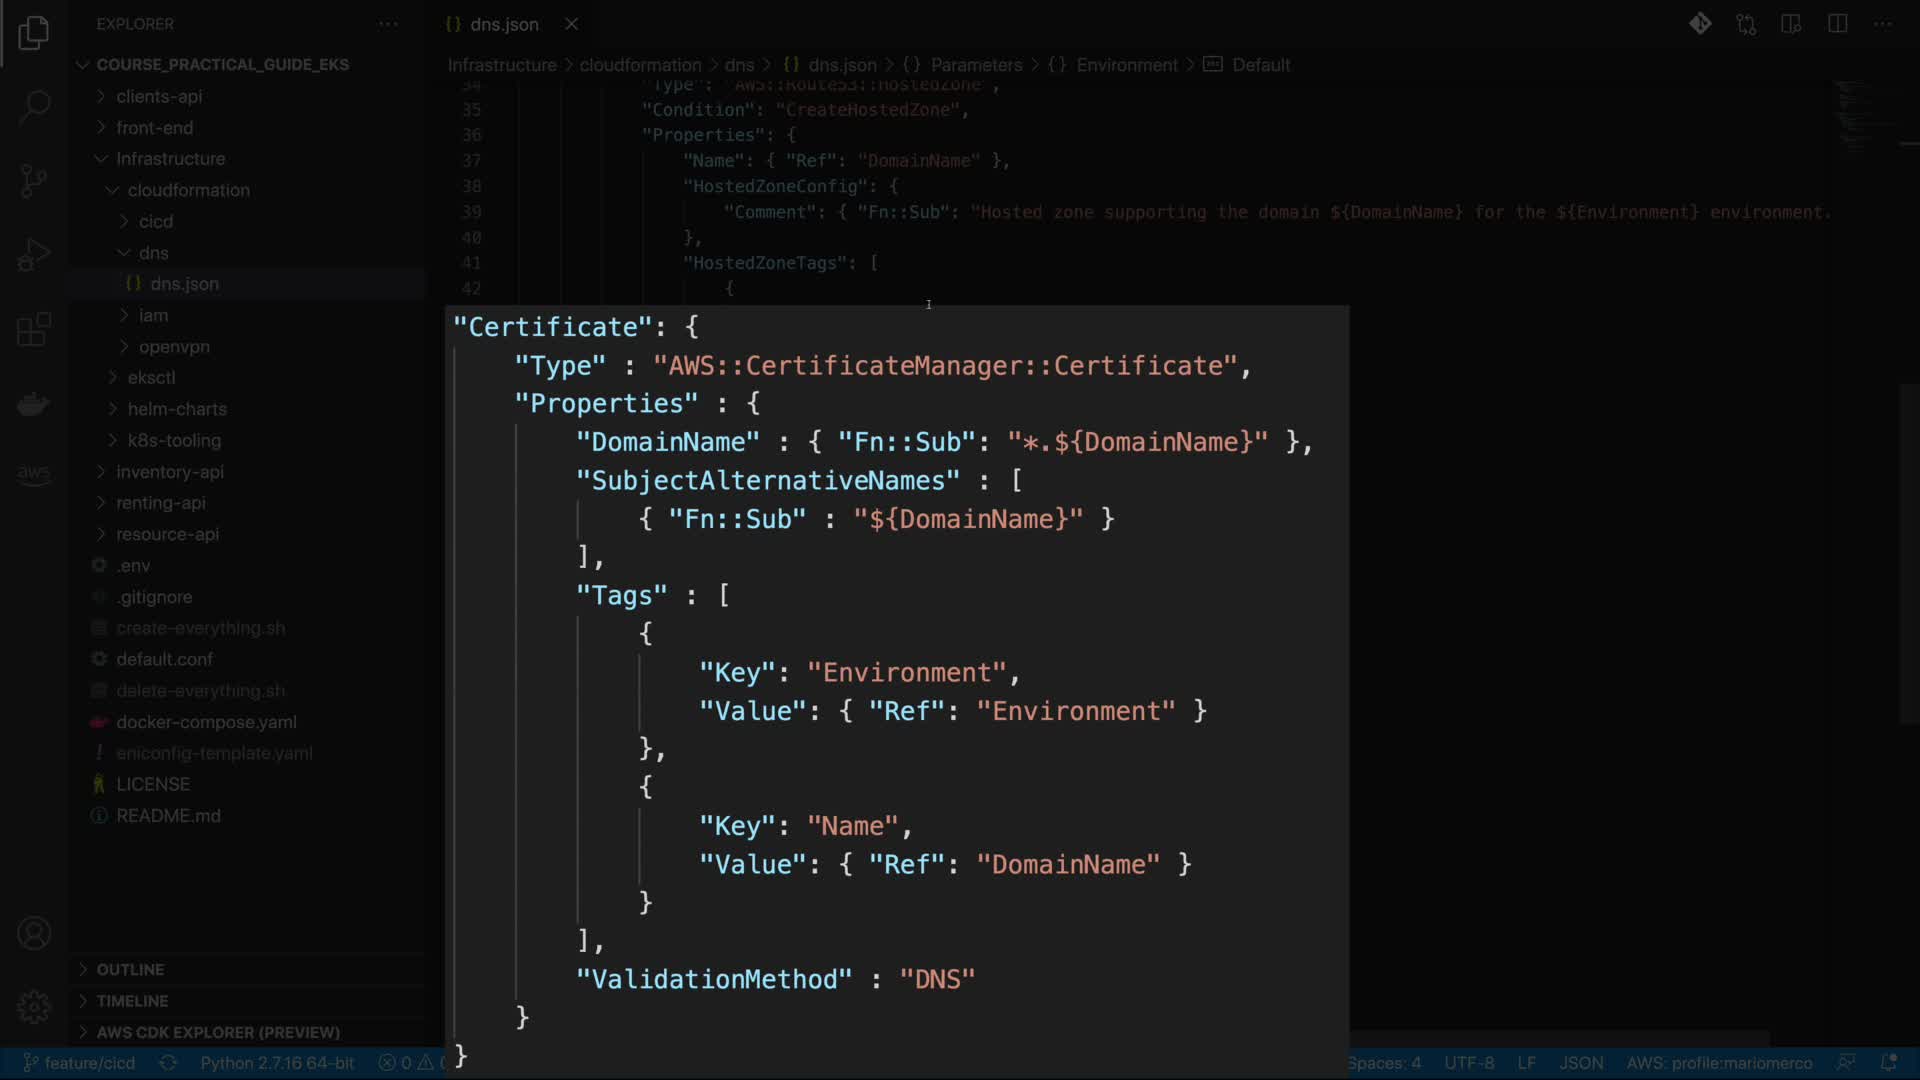 EXPLORER
dns.json
COURSE_PRACTICAL_GUIDE_EKS
Infrastructure > cloudformation > dns > {} dns.json > {} Parameters > {} Environment > Default
clients-api
front-end
Infrastructure
cloudformation
cicd
dns
dns.json
iam
openvpn
eksctl
helm-charts
k8s-tooling
inventory-api
renting-api
resource-api
.env
.gitignore
create-everything.sh
default.conf
delete-everything.sh
docker-compose.yaml
eniconfig-template.yaml
LICENSE
README.md
OUTLINE
TIMELINE
AWS CDK EXPLORER (PREVIEW)
aws
34 "Type": "AWS::Route53::HostedZone",
35 "Condition": "CreateHostedZone",
36 "Properties": {
37 "Name": { "Ref": "DomainName" },
38 "HostedZoneConfig": {
39 "Comment": { "Fn::Sub": "Hosted zone supporting the domain ${DomainName} for the ${Environment} environment.
40 },
41 "HostedZoneTags": [
42 {
"Certificate": {
"Type" : "AWS::CertificateManager::Certificate",
"Properties" : {
"DomainName" : { "Fn::Sub": "*.${DomainName}" },
"SubjectAlternativeNames" : [
{ "Fn::Sub" : "${DomainName}" }
],
"Tags" : [
{
"Key": "Environment",
"Value": { "Ref": "Environment" }
},
{
"Key": "Name",
"Value": { "Ref": "DomainName" }
}
],
"ValidationMethod" : "DNS"
}
}
feature/cicd Python 2.7.16 64-bit 0 Spaces: 4 UTF-8 LF JSON AWS: profile:mariomerco